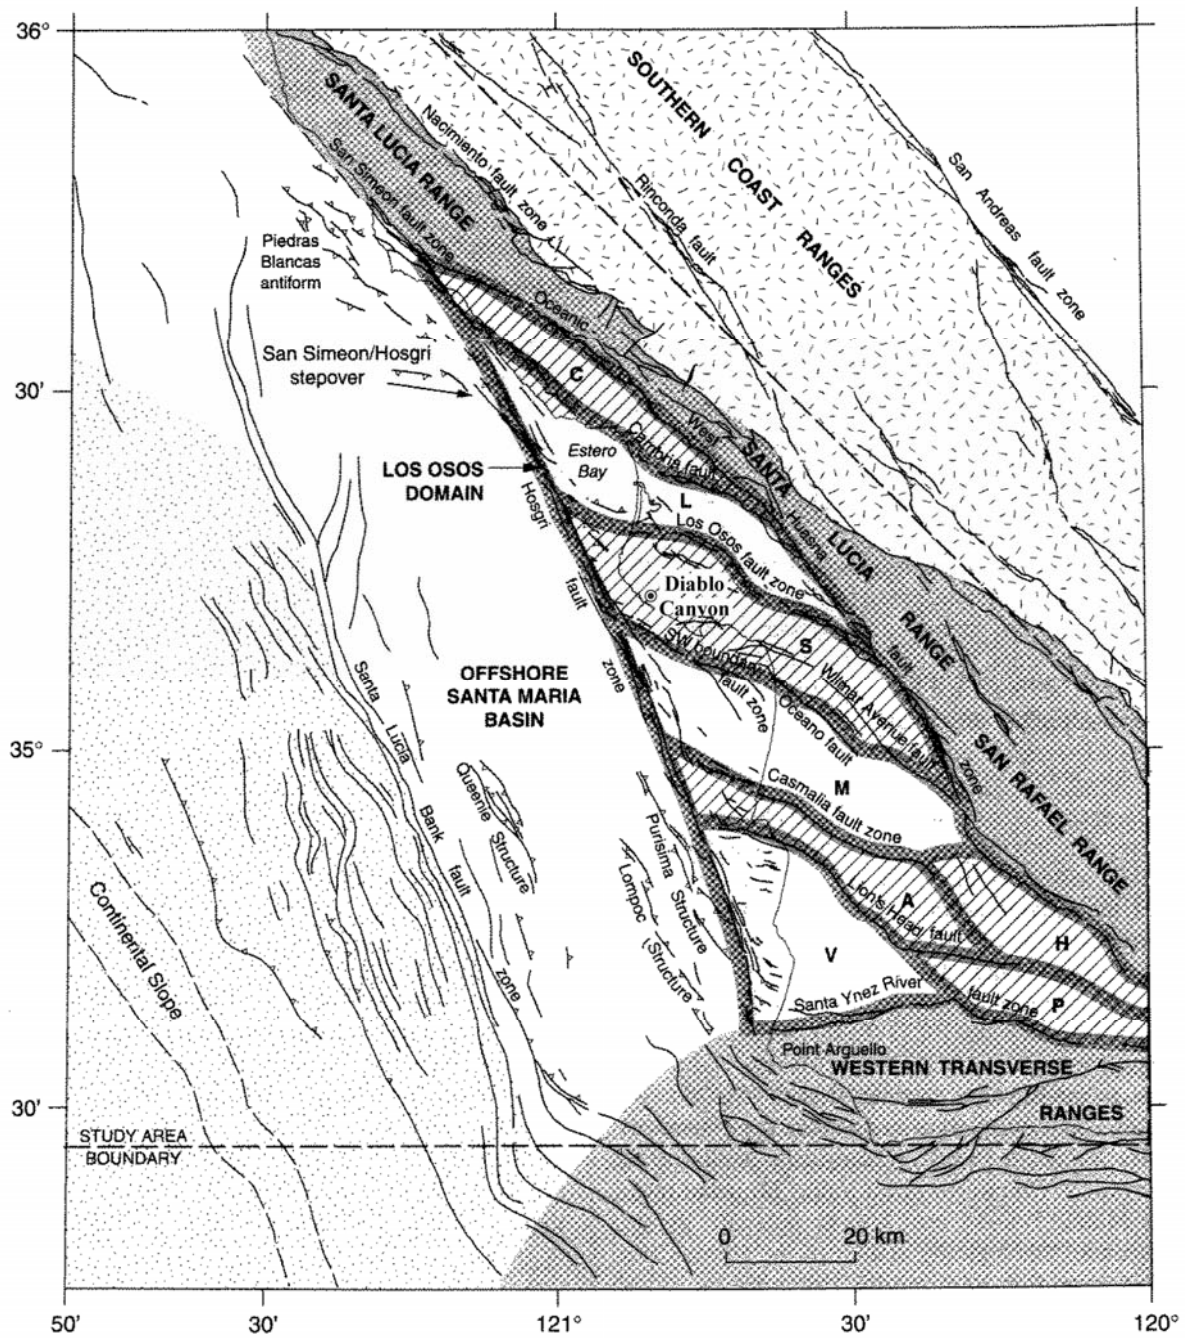 36°
SOUTHERN
COAST
RANGES
SANTA LUCIA RANGE
Nacimiento fault zone
San Simeon fault zone
Rinconda fault
San Andreas fault zone
Piedras
Blancas
antiform
Oceanic
San Simeon/Hosgri
stepover
30'
C
West
Cambria fault
Huasna
fault
zone
SANTA
LUCIA
RANGE
Estero
Bay
LOS OSOS
DOMAIN
Hosgri
fault
zone
L
Los Osos fault zone
Diablo
Canyon
S
SW boundary
fault zone
Wilmar Avenue fault
Oceano fault
OFFSHORE
SANTA MARIA
BASIN
SAN RAFAEL RANGE
35°
Santa
Lucia
Bank
fault
zone
M
Casmalia fault zone
Queenie
Structure
Purisima
Structure
Lompoc
Structure
Continental Slope
A
Lion's Head fault
H
V
Santa Ynez River
fault zone
P
Point Arguello
WESTERN TRANSVERSE
RANGES
30'
STUDY AREA
BOUNDARY
0 20 km
50' 30' 121° 30' 120°